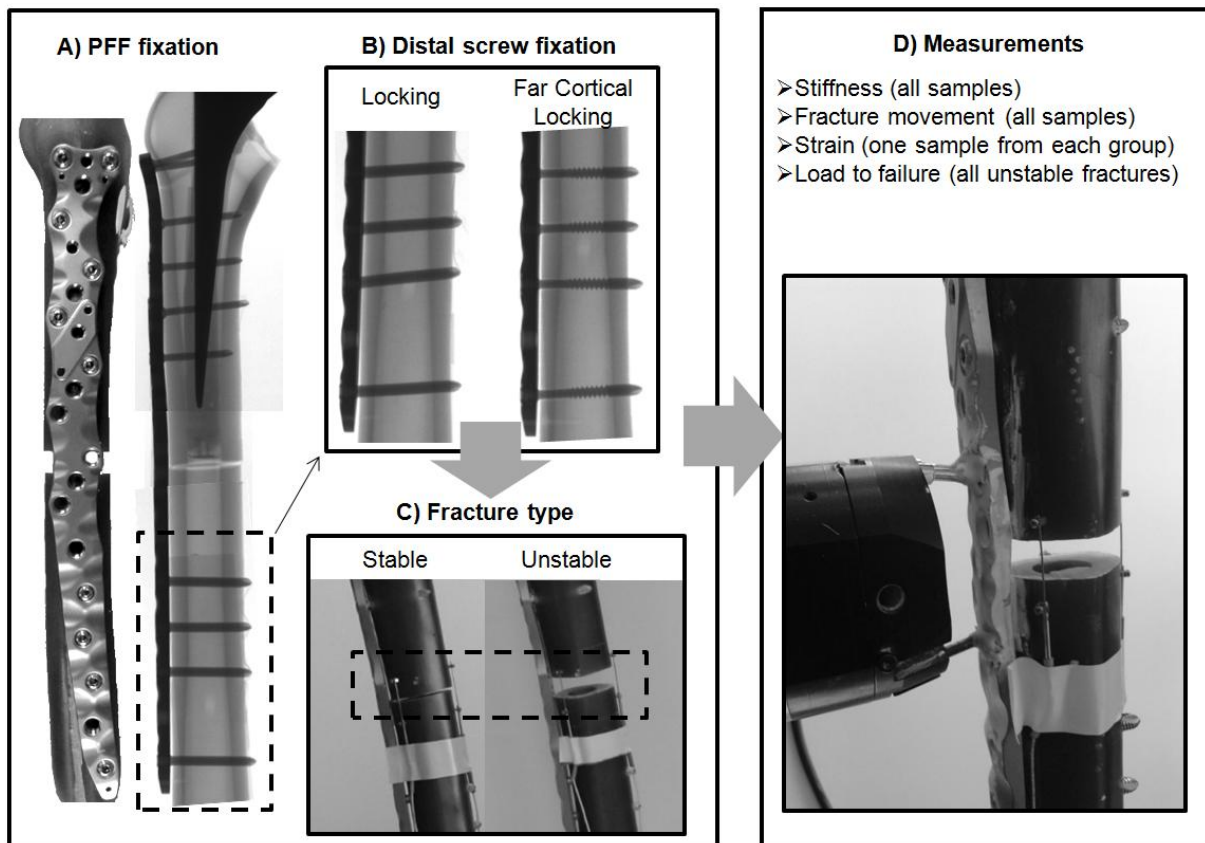 A) PFF fixation
B) Distal screw fixation
Locking
Far Cortical
Locking
C) Fracture type
Stable
Unstable
D) Measurements
➢Stiffness (all samples)
➢Fracture movement (all samples)
➢Strain (one sample from each group)
➢Load to failure (all unstable fractures)